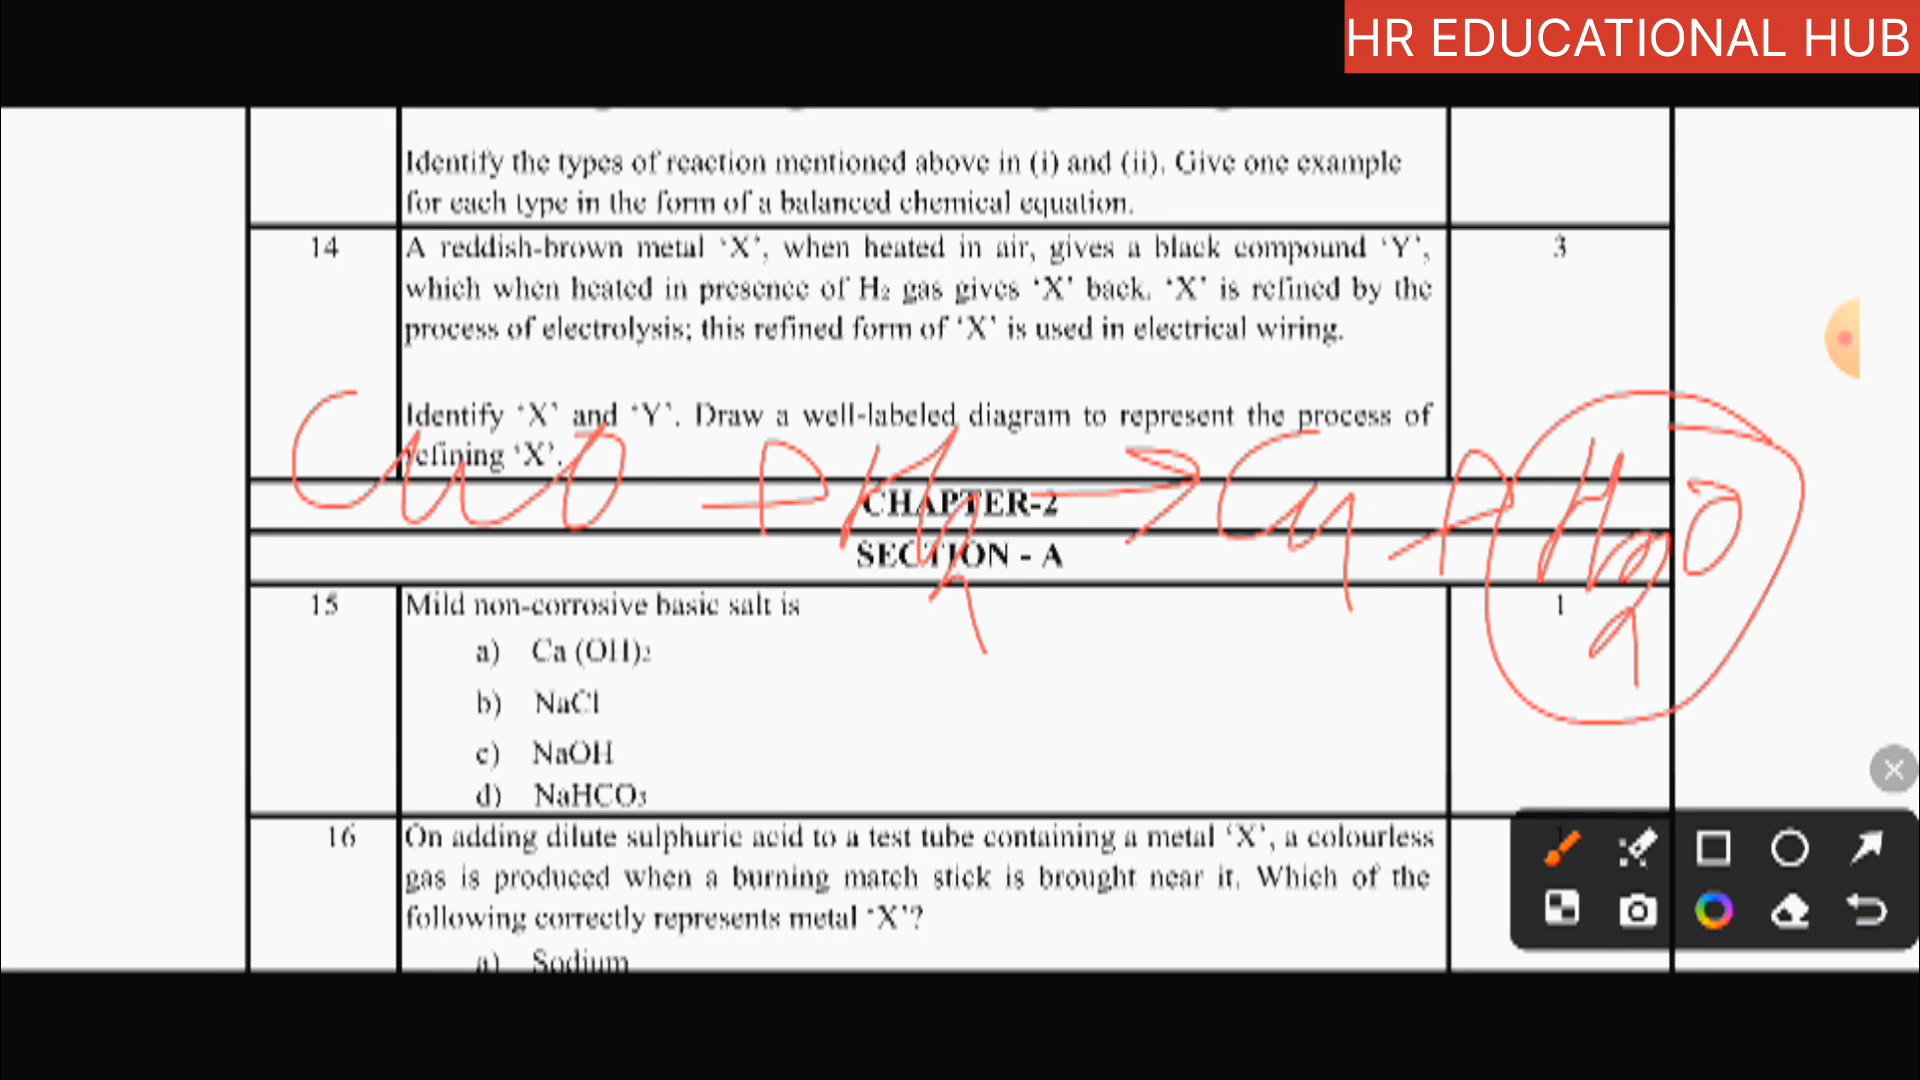 HR EDUCATIONAL HUB
Identify the types of reaction mentioned above in (i) and (ii). Give one example
for each type in the form of a balanced chemical equation.
14
A reddish-brown metal ‘X’, when heated in air, gives a black compound ‘Y’,
3
which when heated in presence of H₂ gas gives ‘X’ back. ‘X’ is refined by the
process of electrolysis; this refined form of ‘X’ is used in electrical wiring.
Identify ‘X’ and ‘Y’. Draw a well-labeled diagram to represent the process of
refining ‘X’.
CuO + H₂ → Cu + H₂O
CHAPTER-2
SECTION - A
15
Mild non-corrosive basic salt is
1
a) Ca (OH)₂
b) NaCl
c) NaOH
d) NaHCO₃
16
On adding dilute sulphuric acid to a test tube containing a metal ‘X’, a colourless
gas is produced when a burning match stick is brought near it. Which of the
following correctly represents metal ‘X’?
a) Sodium